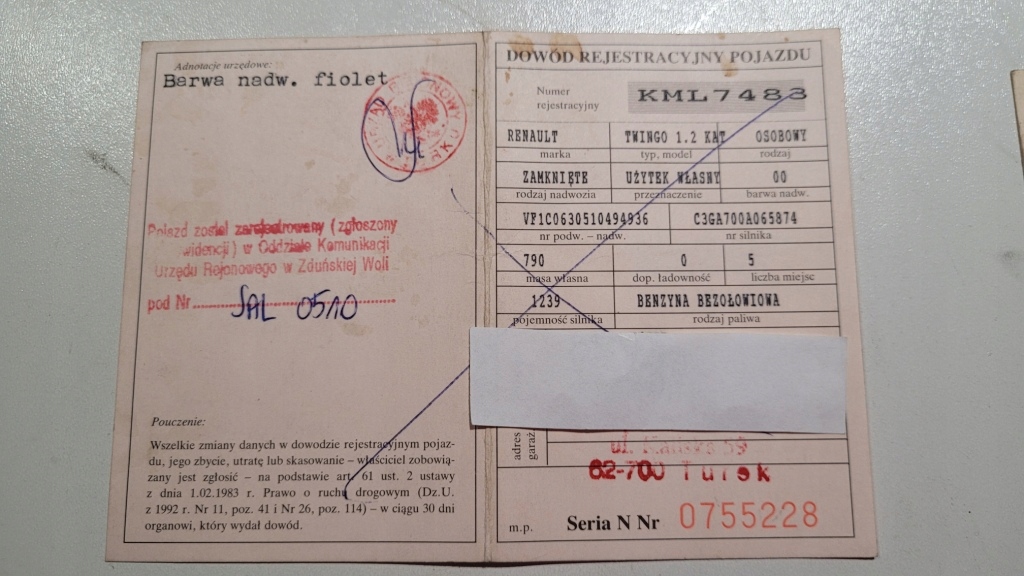 Adnotacje urzędowe:
Barwa nadw. fiolet
Pojazd został zarejestrowany (zgłoszony
widencji) w Oddziale Komunikacji
Urzędu Rejonowego w Zduńskiej Woli
pod Nr SAL 0510
Pouczenie:
Wszelkie zmiany danych w dowodzie rejestracyjnym pojaz-
du, jego zbycie, utratę lub skasowanie – właściciel zobowią-
zany jest zgłosić – na podstawie art. 61 ust. 2 ustawy
z dnia 1.02.1983 r. Prawo o ruchu drogowym (Dz.U.
z 1992 r. Nr 11, poz. 41 i Nr 26, poz. 114) – w ciągu 30 dni
organowi, który wydał dowód.
DOWÓD REJESTRACYJNY POJAZDU
Numer
rejestracyjny
KML7483
RENAULT TWINGO 1.2 KAT OSOBOWY
marka typ, model rodzaj
ZAMKNIĘTE UŻYTEK WŁASNY 00
rodzaj nadwozia przeznaczenie barwa nadw.
VF1C0630510494936 C3GA700A065874
nr podw. – nadw. nr silnika
790 0 5
masa własna dop. ładowność liczba miejsc
1239 BENZYNA BEZOŁOWIOWA
pojemność silnika rodzaj paliwa
adres
garaż
ul. 59
62-700 Turek
m.p. Seria N Nr 0755228